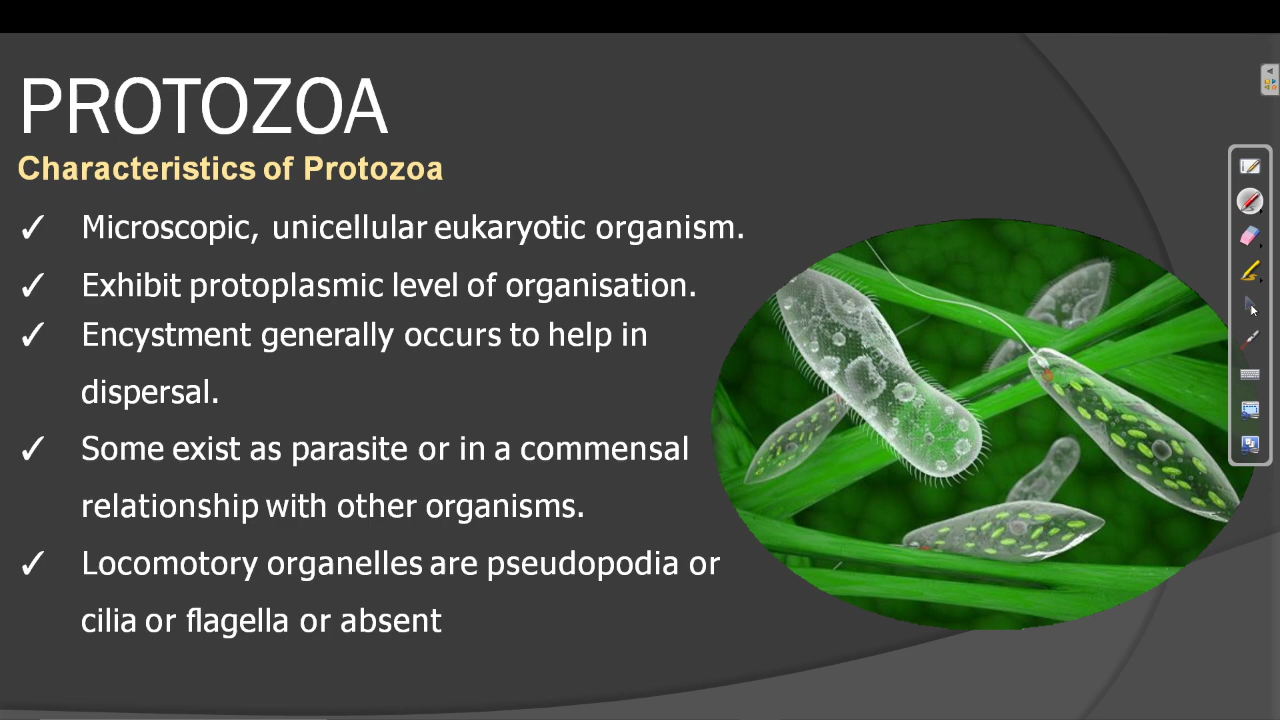 PROTOZOA
Characteristics of Protozoa
✓ Microscopic, unicellular eukaryotic organism.
✓ Exhibit protoplasmic level of organisation.
✓ Encystment generally occurs to help in
dispersal.
✓ Some exist as parasite or in a commensal
relationship with other organisms.
✓ Locomotory organelles are pseudopodia or
cilia or flagella or absent